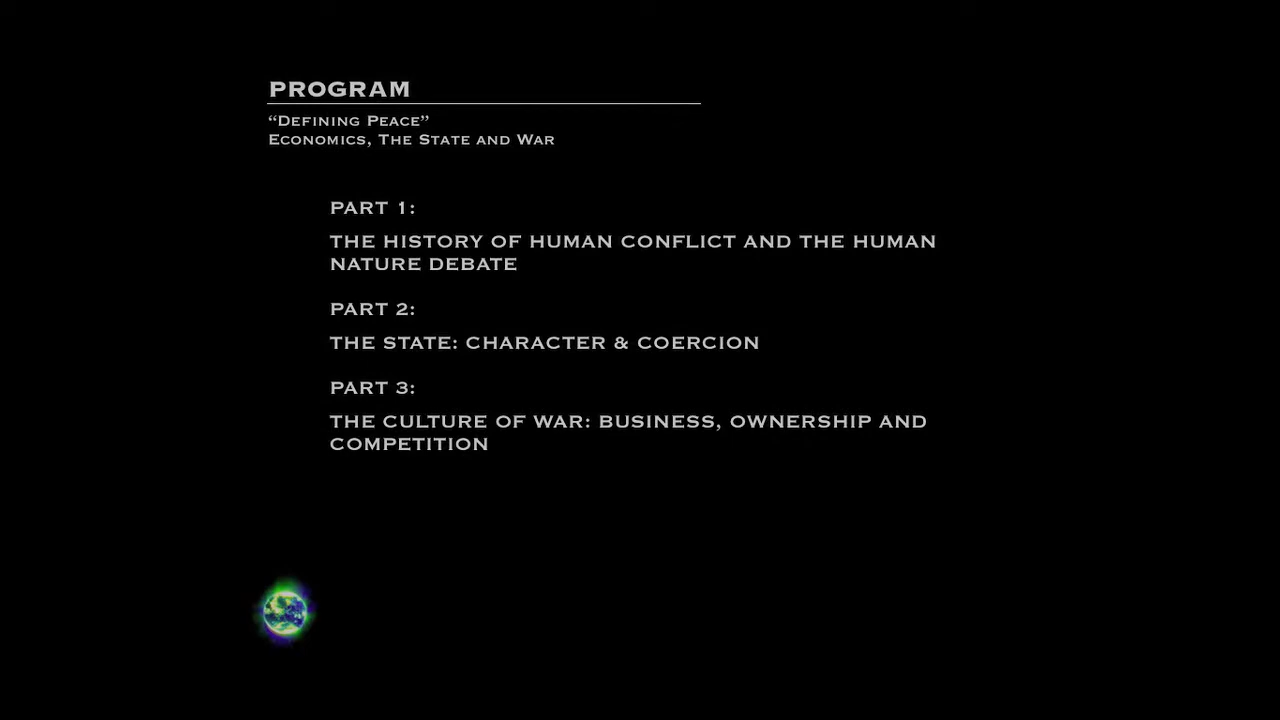 PROGRAM
“Defining Peace”
Economics, The State and War
PART 1:
THE HISTORY OF HUMAN CONFLICT AND THE HUMAN
NATURE DEBATE
PART 2:
THE STATE: CHARACTER & COERCION
PART 3:
THE CULTURE OF WAR: BUSINESS, OWNERSHIP AND
COMPETITION